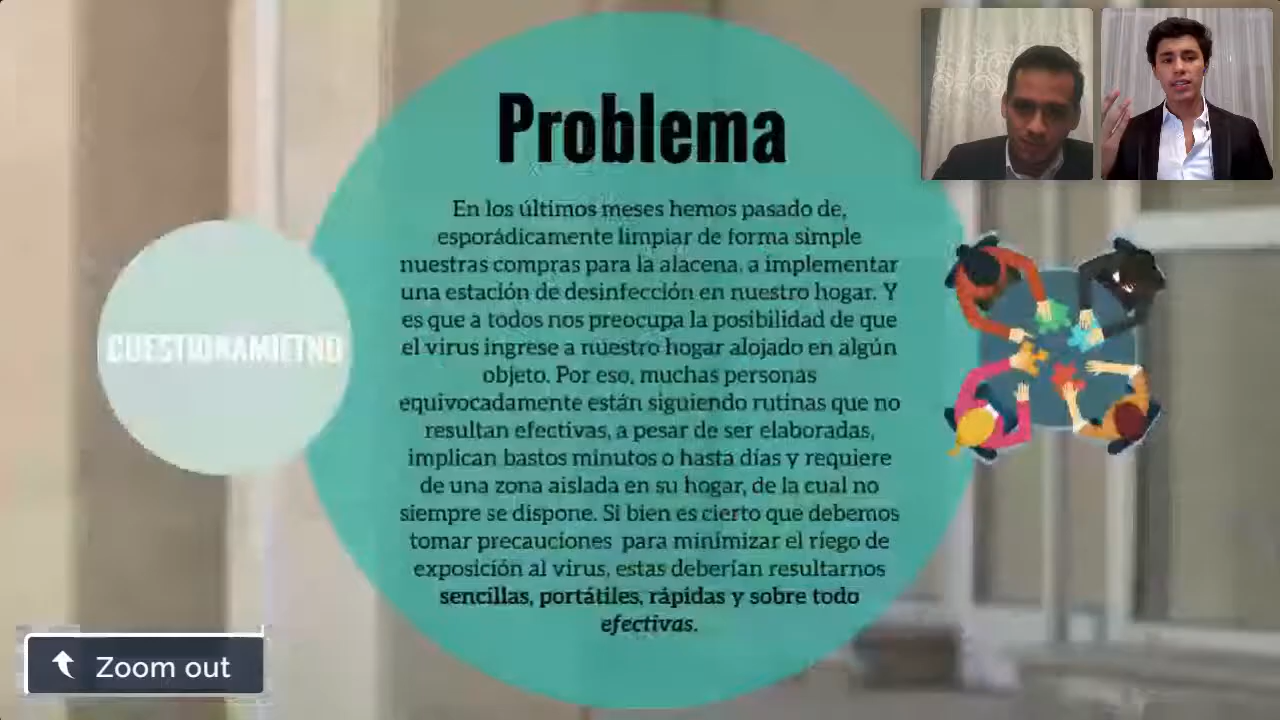 Problema
En los últimos meses hemos pasado de,
esporádicamente limpiar de forma simple
nuestras compras para la alacena, a implementar
una estación de desinfección en nuestro hogar. Y
es que a todos nos preocupa la posibilidad de que
el virus ingrese a nuestro hogar alojado en algún
objeto. Por eso, muchas personas
equivocadamente están siguiendo rutinas que no
resultan efectivas, a pesar de ser elaboradas,
implican bastos minutos o hasta días y requiere
de una zona aislada en su hogar, de la cual no
siempre se dispone. Si bien es cierto que debemos
tomar precauciones para minimizar el riego de
exposición al virus, estas deberían resultarnos
sencillas, portátiles, rápidas y sobre todo
efectivas.
CUESTIONAMIETNO
Zoom out